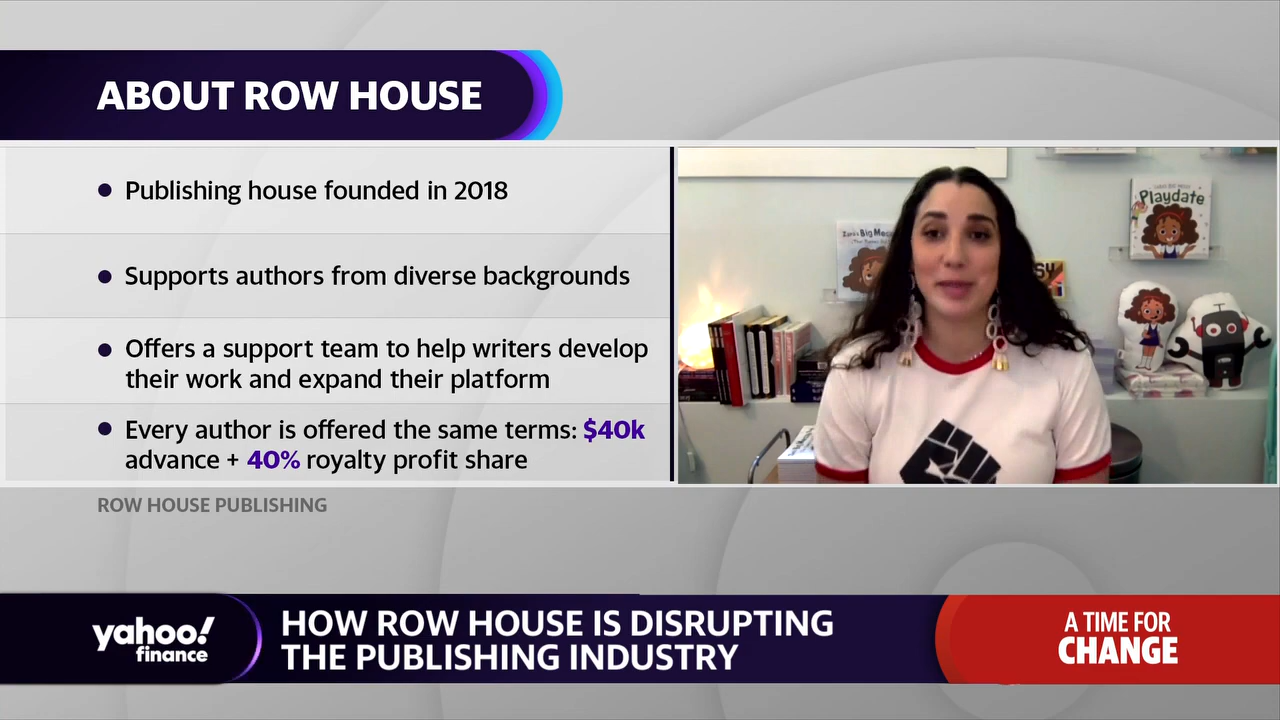 ABOUT ROW HOUSE
Publishing house founded in 2018
Supports authors from diverse backgrounds
Offers a support team to help writers develop
their work and expand their platform
Every author is offered the same terms: $40k
advance + 40% royalty profit share
ROW HOUSE PUBLISHING
Playdate
Big
yahoo!
finance
HOW ROW HOUSE IS DISRUPTING
THE PUBLISHING INDUSTRY
A TIME FOR
CHANGE